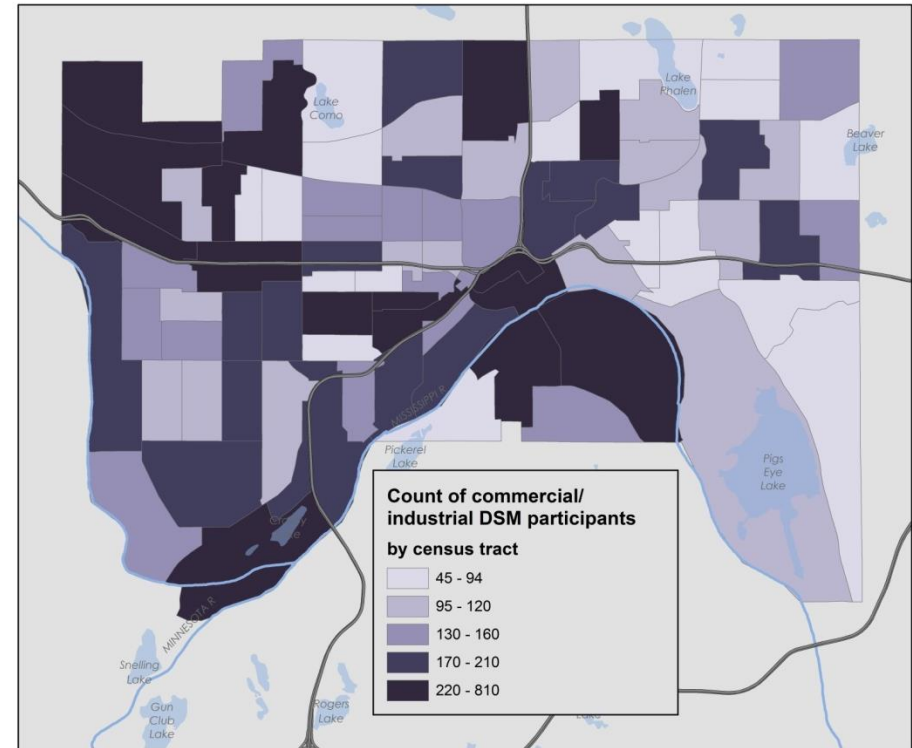 Lake
Como
Lake
Phalen
Beaver
Lake
MISSISSIPPI R
Pickerel
Lake
Pigs
Eye
Lake
Count of commercial/
industrial DSM participants
by census tract
45 - 94
95 - 120
130 - 160
170 - 210
220 - 810
MINNESOTA R
Snelling
Lake
Gun
Club
Lake
Rogers
Lake